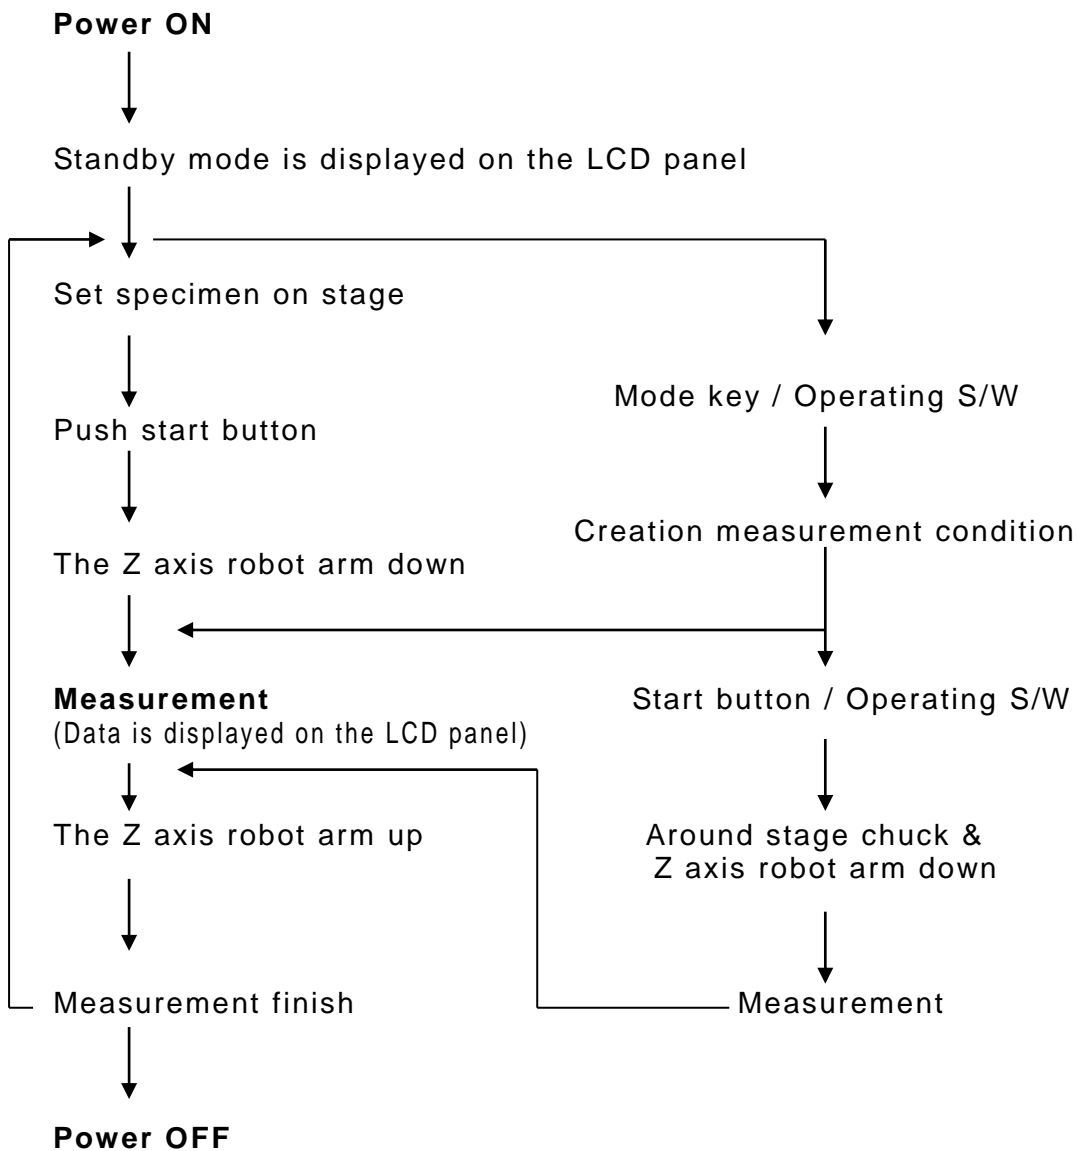 Power ON
Standby mode is displayed on the LCD panel
Set specimen on stage
Push start button
The Z axis robot arm down
Measurement
(Data is displayed on the LCD panel)
The Z axis robot arm up
Measurement finish
Power OFF
Mode key / Operating S/W
Creation measurement condition
Start button / Operating S/W
Around stage chuck &
Z axis robot arm down
Measurement